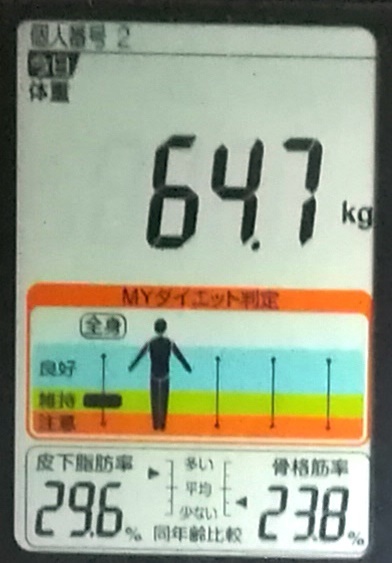 個人番号 2
今日
体重
64.7 kg
MYダイエット判定
全身
良好
維持
注意
皮下脂肪率
29.6 %
多い
平均
少ない
同年齢比較
骨格筋率
23.8 %